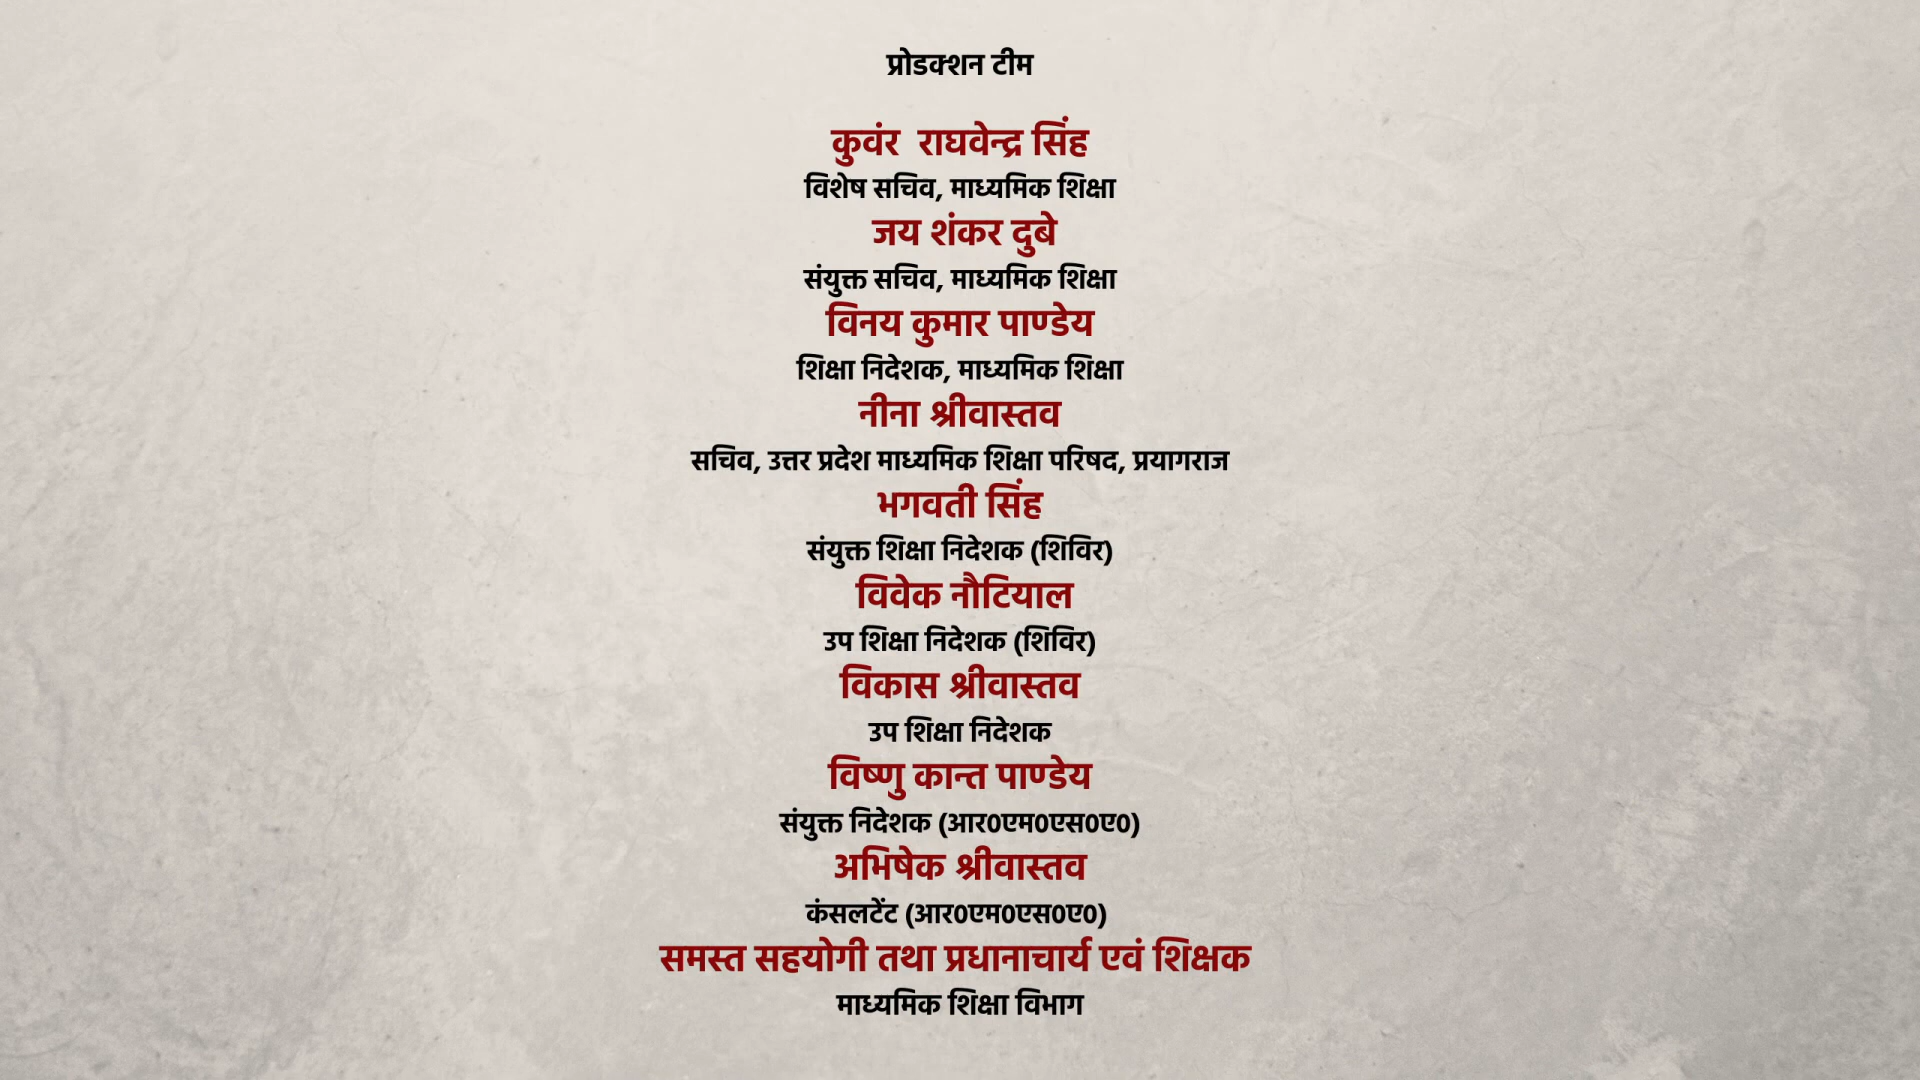 प्रोडक्शन टीम
कुवंर  राघवेन्द्र सिंह
विशेष सचिव, माध्यमिक शिक्षा
जय शंकर दुबे
संयुक्त सचिव, माध्यमिक शिक्षा
विनय कुमार पाण्डेय
शिक्षा निदेशक, माध्यमिक शिक्षा
नीना श्रीवास्तव
सचिव, उत्तर प्रदेश माध्यमिक शिक्षा परिषद, प्रयागराज
भगवती सिंह
संयुक्त शिक्षा निदेशक (शिविर)
विवेक नौटियाल
उप शिक्षा निदेशक (शिविर)
विकास श्रीवास्तव
उप शिक्षा निदेशक
विष्णु कान्त पाण्डेय
संयुक्त निदेशक (आर0एम0एस0ए0)
अभिषेक श्रीवास्तव
कंसलटेंट (आर0एम0एस0ए0)
समस्त सहयोगी तथा प्रधानाचार्य एवं शिक्षक
माध्यमिक शिक्षा विभाग